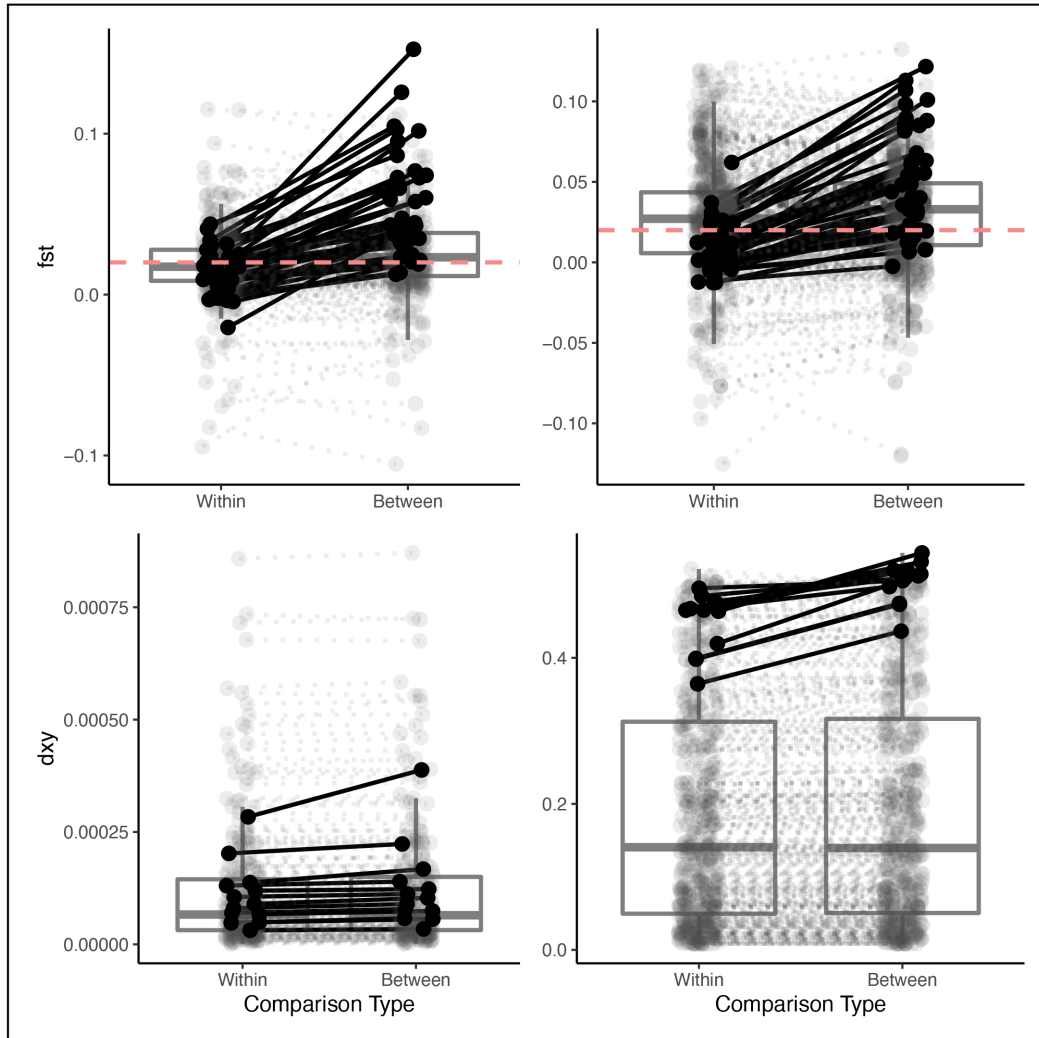 fst
0.1
0.0
−0.1
Within
Between
0.10
0.05
0.00
−0.05
−0.10
Within
Between
dxy
0.00075
0.00050
0.00025
0.00000
Within
Between
Comparison Type
0.4
0.2
0.0
Within
Between
Comparison Type